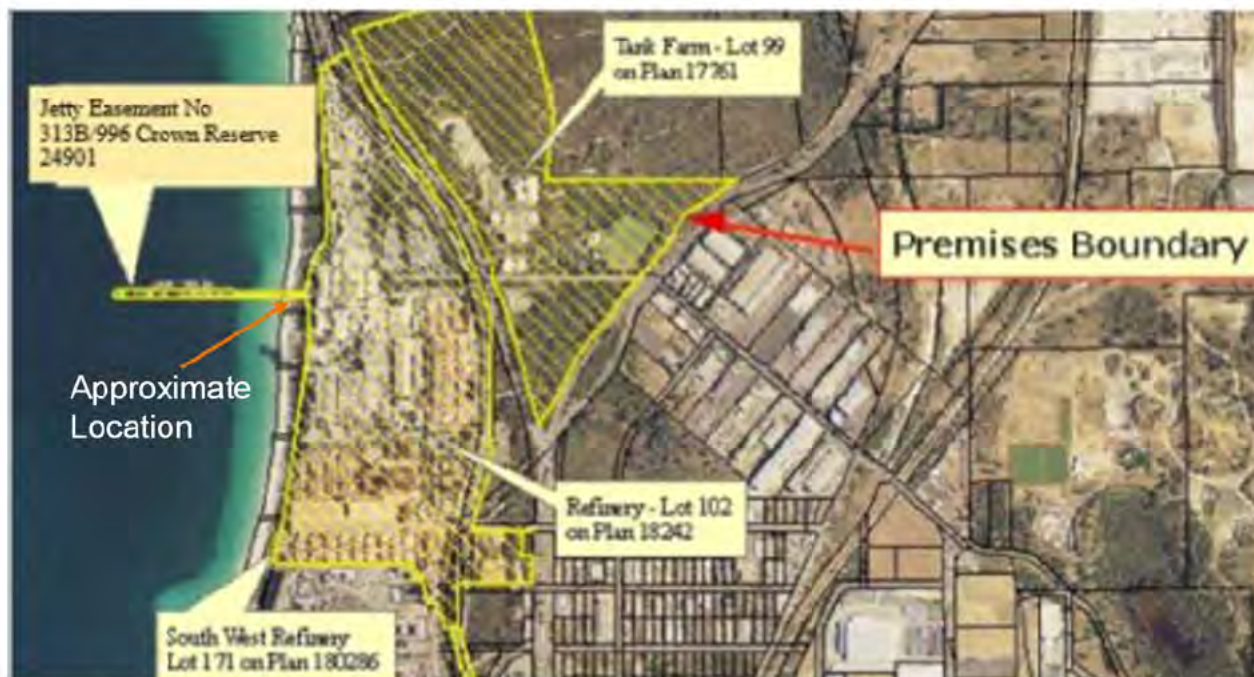 Tank Farm - Lot 99
on Plan 17761
Jetty Easement No
313B/996 Crown Reserve
24901
Premises Boundary
Approximate
Location
Refinery - Lot 102
on Plan 18242
South West Refinery
Lot 171 on Plan 180286